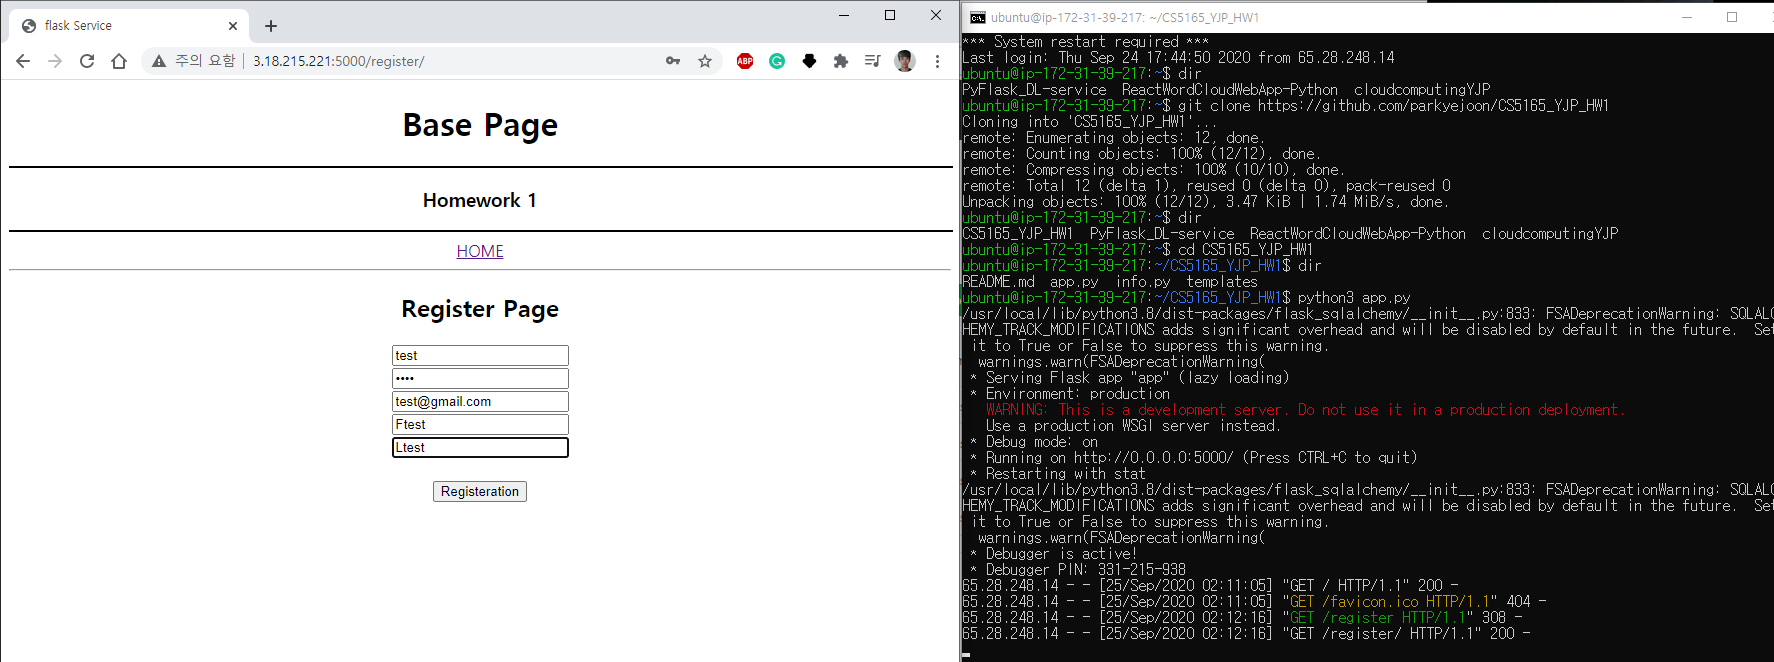 flask Service
주의 요함 | 3.18.215.221:5000/register/
ABP
Base Page
Homework 1
HOME
Register Page
test
••••
test@gmail.com
Ftest
Ltest
Registeration
ubuntu@ip-172-31-39-217: ~/CS5165_YJP_HW1
*** System restart required ***
Last login: Thu Sep 24 17:44:50 2020 from 65.28.248.14
ubuntu@ip-172-31-39-217:~$ dir
PyFlask_DL-service  ReactWordCloudWebApp-Python  cloudcomputingYJP
ubuntu@ip-172-31-39-217:~$ git clone https://github.com/parkyejoon/CS5165_YJP_HW1
Cloning into 'CS5165_YJP_HW1'...
remote: Enumerating objects: 12, done.
remote: Counting objects: 100% (12/12), done.
remote: Compressing objects: 100% (10/10), done.
remote: Total 12 (delta 1), reused 0 (delta 0), pack-reused 0
Unpacking objects: 100% (12/12), 3.47 KiB | 1.74 MiB/s, done.
ubuntu@ip-172-31-39-217:~$ dir
CS5165_YJP_HW1  PyFlask_DL-service  ReactWordCloudWebApp-Python  cloudcomputingYJP
ubuntu@ip-172-31-39-217:~$ cd CS5165_YJP_HW1
ubuntu@ip-172-31-39-217:~/CS5165_YJP_HW1$ dir
README.md  app.py  info.py  templates
ubuntu@ip-172-31-39-217:~/CS5165_YJP_HW1$ python3 app.py
/usr/local/lib/python3.8/dist-packages/flask_sqlalchemy/__init__.py:833: FSADeprecationWarning: SQLALC
HEMY_TRACK_MODIFICATIONS adds significant overhead and will be disabled by default in the future.  Set
it to True or False to suppress this warning.
warnings.warn(FSADeprecationWarning(
* Serving Flask app "app" (lazy loading)
* Environment: production
WARNING: This is a development server. Do not use it in a production deployment.
Use a production WSGI server instead.
* Debug mode: on
* Running on http://0.0.0.0:5000/ (Press CTRL+C to quit)
* Restarting with stat
/usr/local/lib/python3.8/dist-packages/flask_sqlalchemy/__init__.py:833: FSADeprecationWarning: SQLALC
HEMY_TRACK_MODIFICATIONS adds significant overhead and will be disabled by default in the future.  Set
it to True or False to suppress this warning.
warnings.warn(FSADeprecationWarning(
* Debugger is active!
* Debugger PIN: 331-215-938
65.28.248.14 - - [25/Sep/2020 02:11:05] "GET / HTTP/1.1" 200 -
65.28.248.14 - - [25/Sep/2020 02:11:05] "GET /favicon.ico HTTP/1.1" 404 -
65.28.248.14 - - [25/Sep/2020 02:12:16] "GET /register HTTP/1.1" 308 -
65.28.248.14 - - [25/Sep/2020 02:12:16] "GET /register/ HTTP/1.1" 200 -